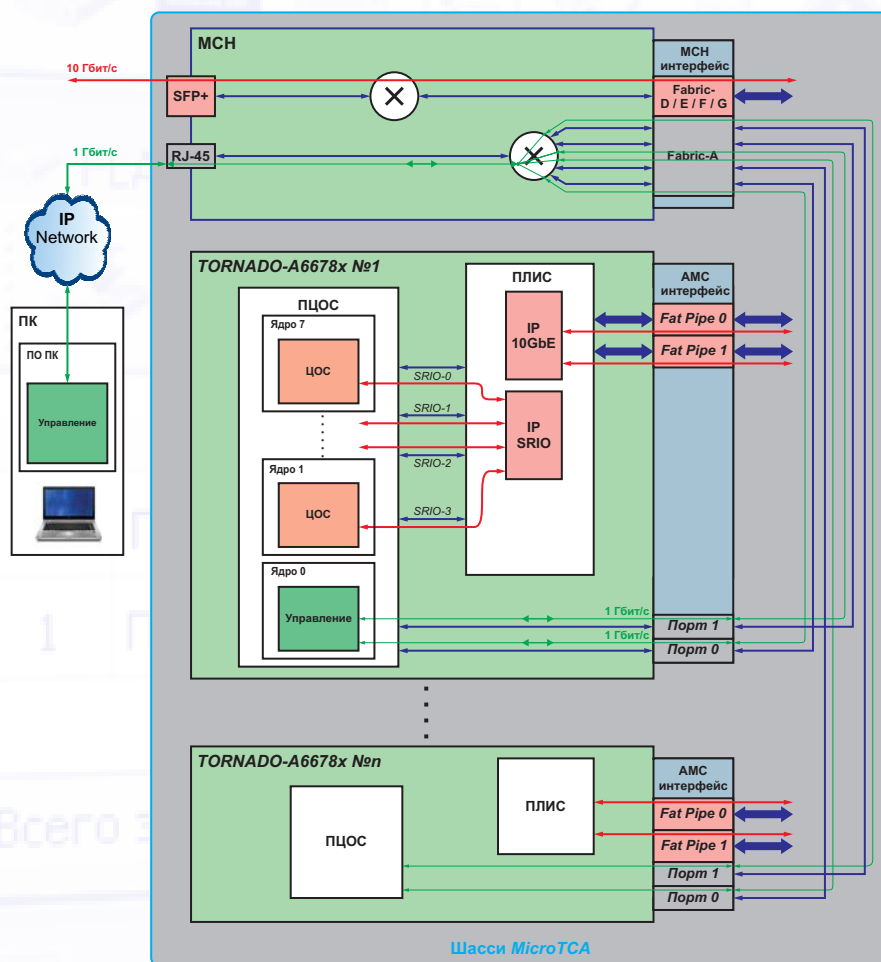 МСН
МСН
интерфейс
10 Гбит/с
SFP+
Fabric-
D / E / F / G
1 Гбит/с
RJ-45
Fabric-A
IP
Network
TORNADO-A6678x №1
АМС
интерфейс
ПЦОС
ПЛИС
Ядро 7
ЦОС
IP
10GbE
Fat Pipe 0
Fat Pipe 1
ПК
ПО ПК
Управление
SRIO-0
SRIO-1
IP
SRIO
SRIO-2
Ядро 1
ЦОС
SRIO-3
Ядро 0
Управление
1 Гбит/с
Порт 1
1 Гбит/с
Порт 0
1
Всего з
TORNADO-A6678x №n
АМС
интерфейс
ПЦОС
ПЛИС
Fat Pipe 0
Fat Pipe 1
Порт 1
Порт 0
Шасси MicroTCA